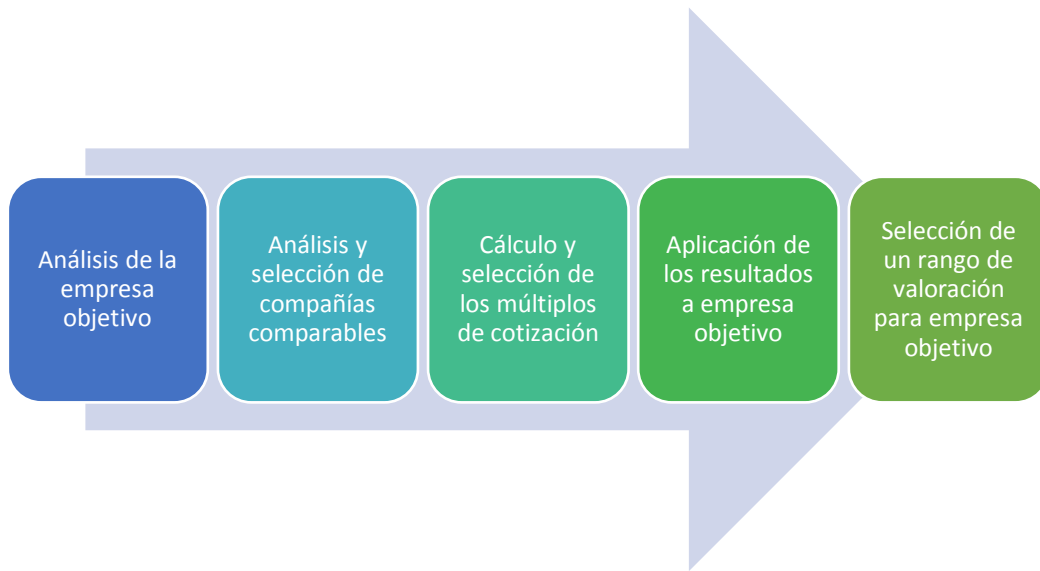 Análisis de la
empresa
objetivo
Análisis y
selección de
compañías
comparables
Cálculo y
selección de
los múltiplos
de cotización
Aplicación de
los resultados
a empresa
objetivo
Selección de
un rango de
valoración
para empresa
objetivo